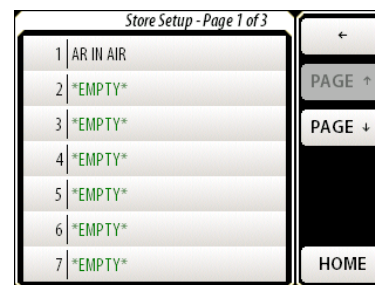 Store Setup - Page 1 of 3
1 AR IN AIR
2 *EMPTY*
3 *EMPTY*
4 *EMPTY*
5 *EMPTY*
6 *EMPTY*
7 *EMPTY*
←
PAGE ↑
PAGE ↓
HOME